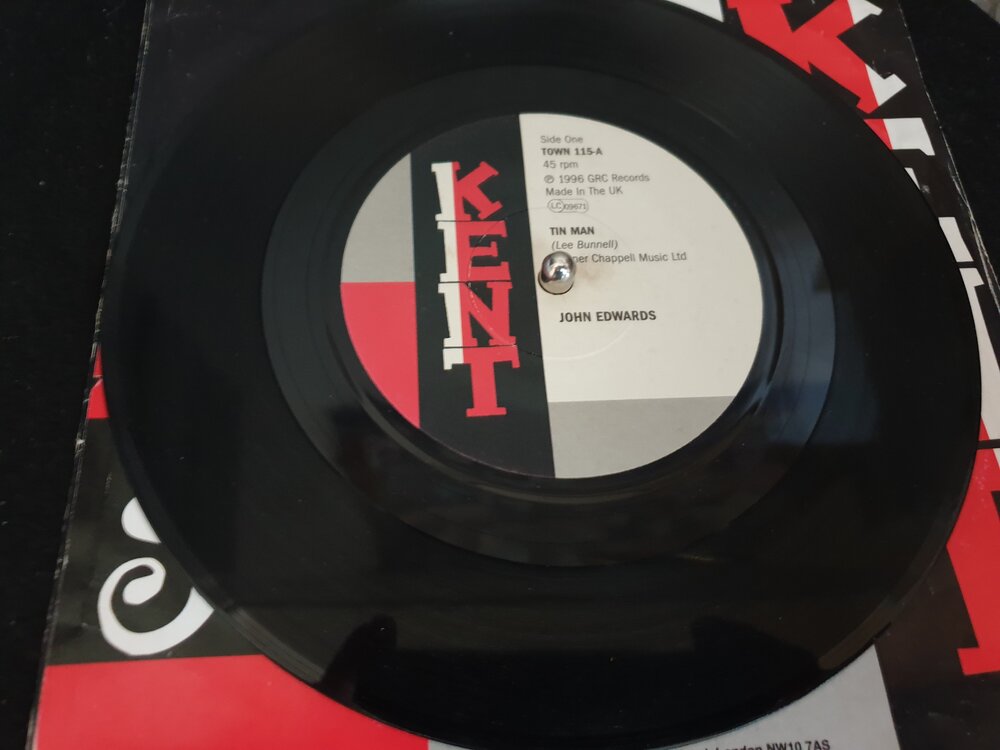 KENT
Side One
TOWN 115-A
45 rpm
℗ 1996 GRC Records
Made In The UK
LC 09671
TIN MAN
(Lee Bunnell)
Chappell Music Ltd
JOHN EDWARDS
London NW10 7AS